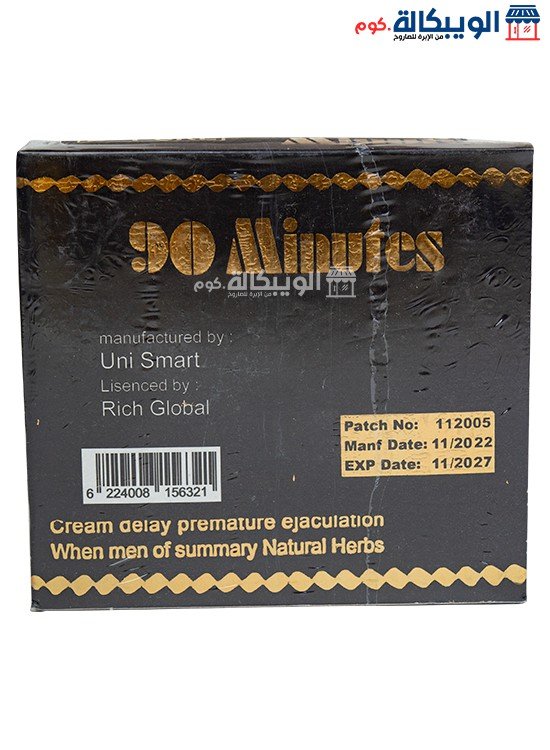 الويبكالة.كوم
من الإبرة للصاروخ
90 Minutes
الويبكالة.كوم
من الإبرة للصاروخ
manufactured by :
Uni Smart
Lisenced by :
Rich Global
Patch No: 112005
Manf Date: 11/2022
EXP Date: 11/2027
6 224008 156321
Cream delay premature ejaculation
When men of summary Natural Herbs